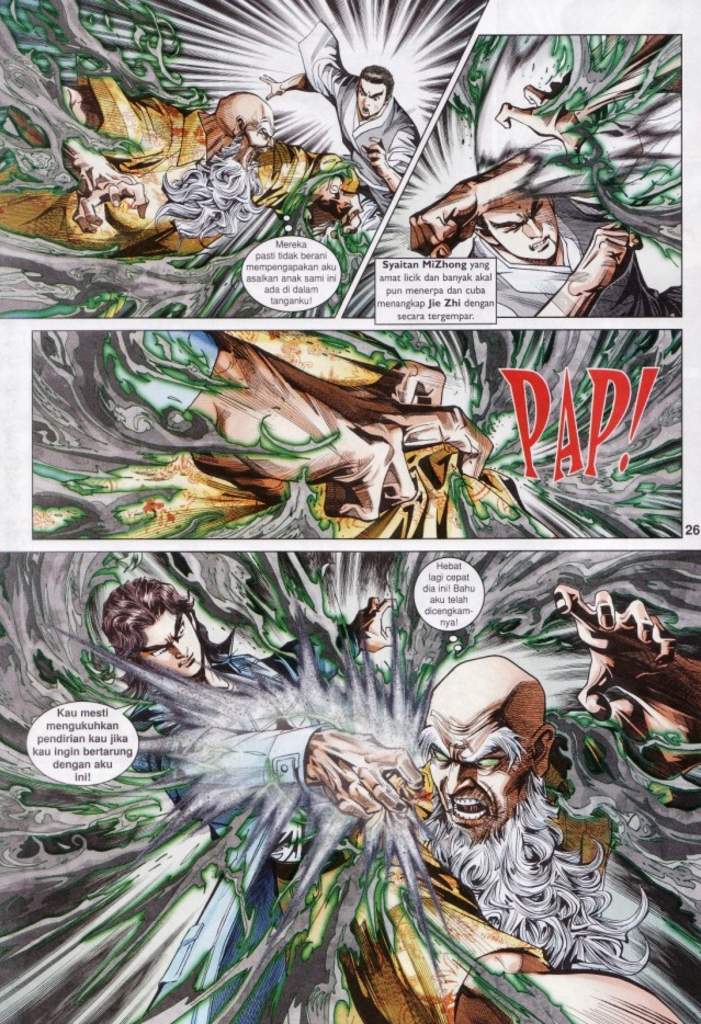 Mereka
pasti tidak berani
mempengapakan aku
asalkan anak sami ini
ada di dalam
tanganku!
Syaitan MiZhong yang
amat licik dan banyak akal
pun menerpa dan cuba
menangkap Jie Zhi dengan
secara tergempar.
PAP!
26
Hebat
lagi cepat
dia ini! Bahu
aku telah
dicengkam-
nya!
Kau mesti
mengukuhkan
pendirian kau jika
kau ingin bertarung
dengan aku
ini!